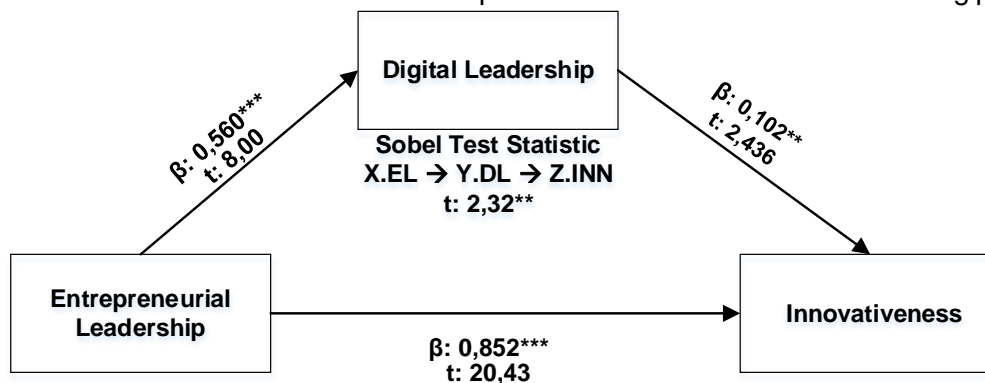 Digital Leadership
β: 0,560***
t: 8,00
β: 0,102**
t: 2,436
Sobel Test Statistic
X.EL → Y.DL → Z.INN
t: 2,32**
Entrepreneurial
Leadership
Innovativeness
β: 0,852***
t: 20,43